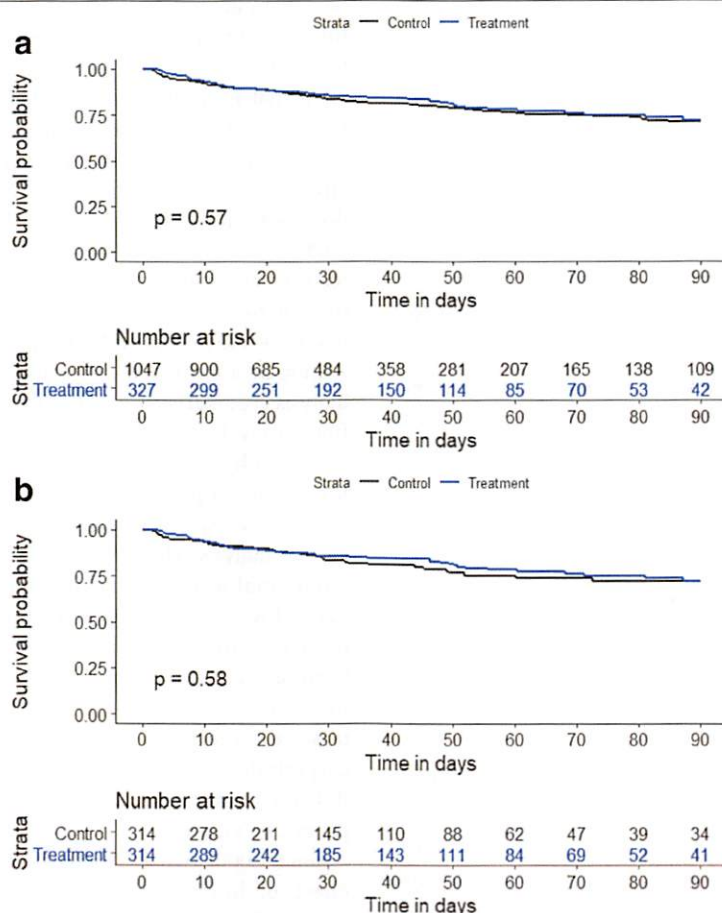 Strata — Control — Treatment
a
Survival probability
1.00
0.75
0.50
0.25
0.00
p = 0.57
0 10 20 30 40 50 60 70 80 90
Time in days
Number at risk
Strata
Control 1047 900 685 484 358 281 207 165 138 109
Treatment 327 299 251 192 150 114 85 70 53 42
0 10 20 30 40 50 60 70 80 90
Time in days
b
Strata — Control — Treatment
Survival probability
1.00
0.75
0.50
0.25
0.00
p = 0.58
0 10 20 30 40 50 60 70 80 90
Time in days
Number at risk
Strata
Control 314 278 211 145 110 88 62 47 39 34
Treatment 314 289 242 185 143 111 84 69 52 41
0 10 20 30 40 50 60 70 80 90
Time in days